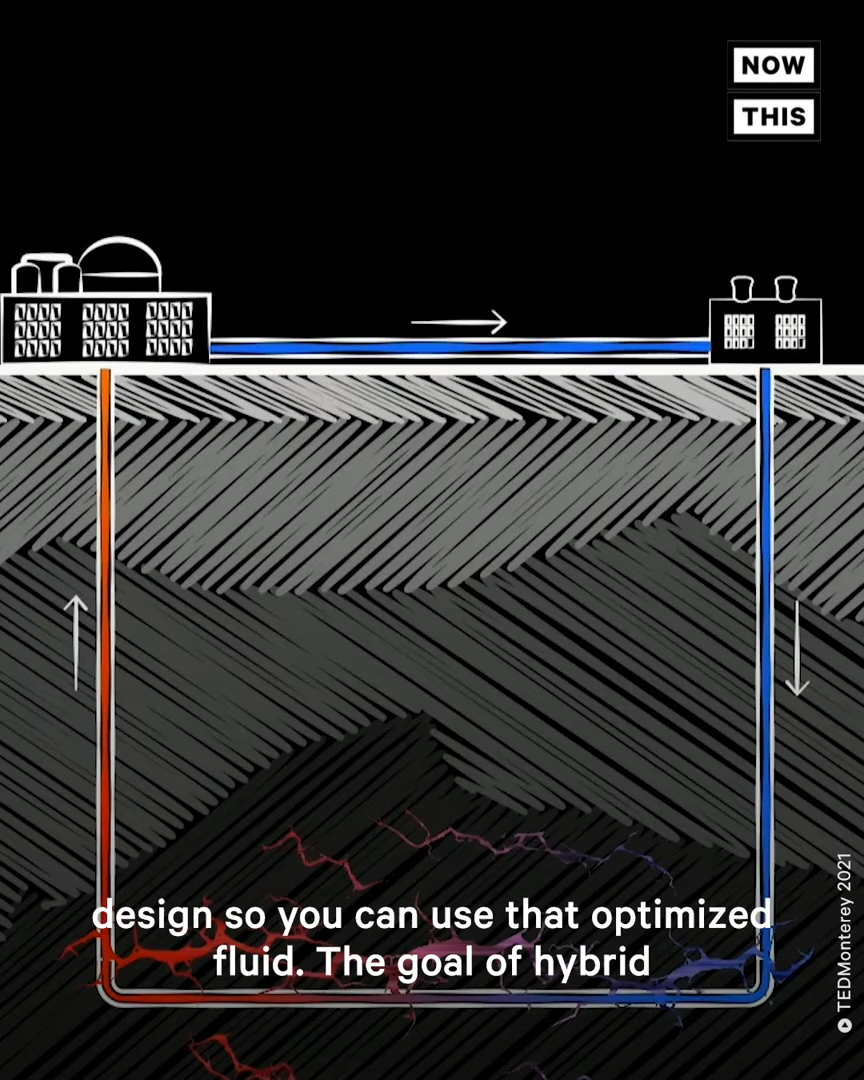 NOW
THIS
design so you can use that optimized
fluid. The goal of hybrid
TEDMonterey 2021